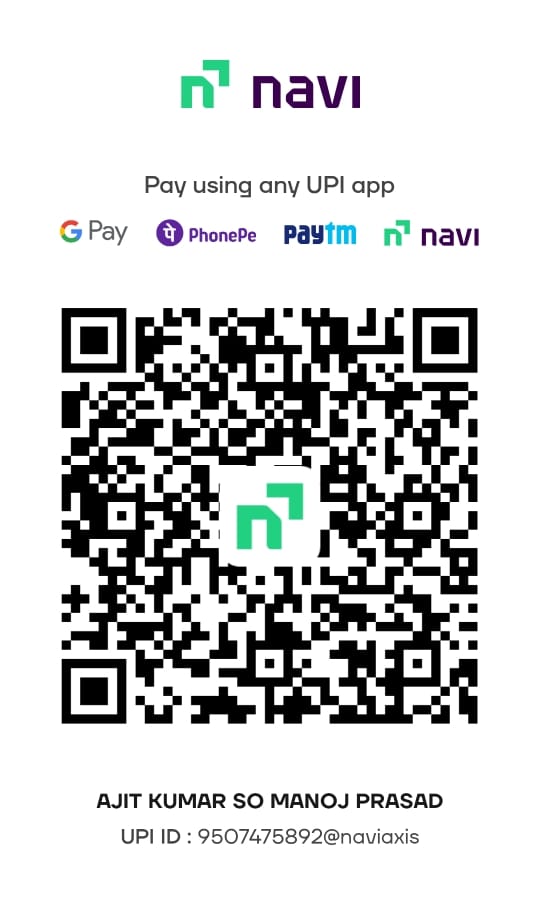 navi
Pay using any UPI app
G Pay PhonePe paytm navi
AJIT KUMAR SO MANOJ PRASAD
UPI ID : 9507475892@naviaxis